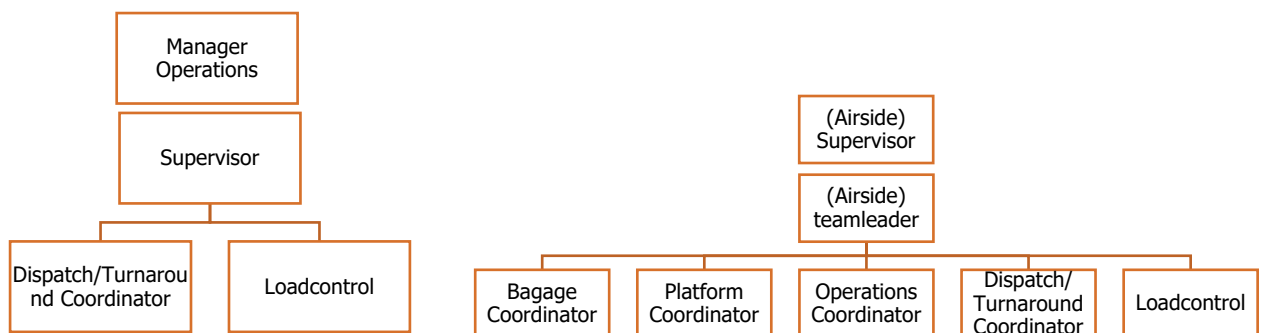 Manager
Operations
Supervisor
Dispatch/Turnarou
nd Coordinator
Loadcontrol
(Airside)
Supervisor
(Airside)
teamleader
Bagage
Coordinator
Platform
Coordinator
Operations
Coordinator
Dispatch/
Turnaround
Coordinator
Loadcontrol